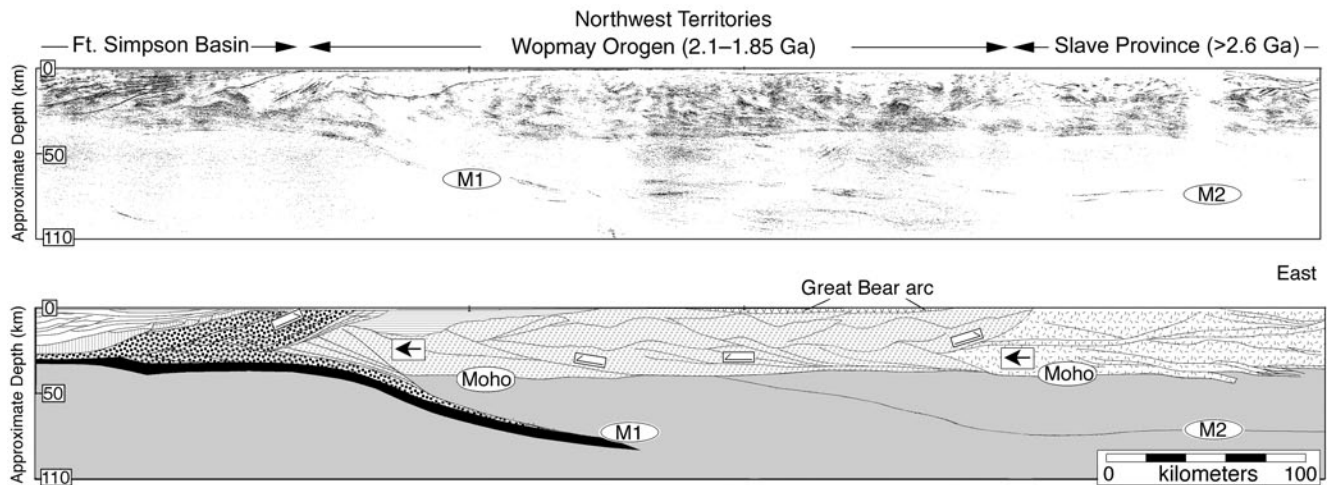 Northwest Territories
Ft. Simpson Basin
Wopmay Orogen (2.1–1.85 Ga)
Slave Province (>2.6 Ga)
Approximate Depth (km)
0
50
110
M1
M2
East
Great Bear arc
Approximate Depth (km)
0
50
110
Moho
Moho
M1
M2
0 kilometers 100